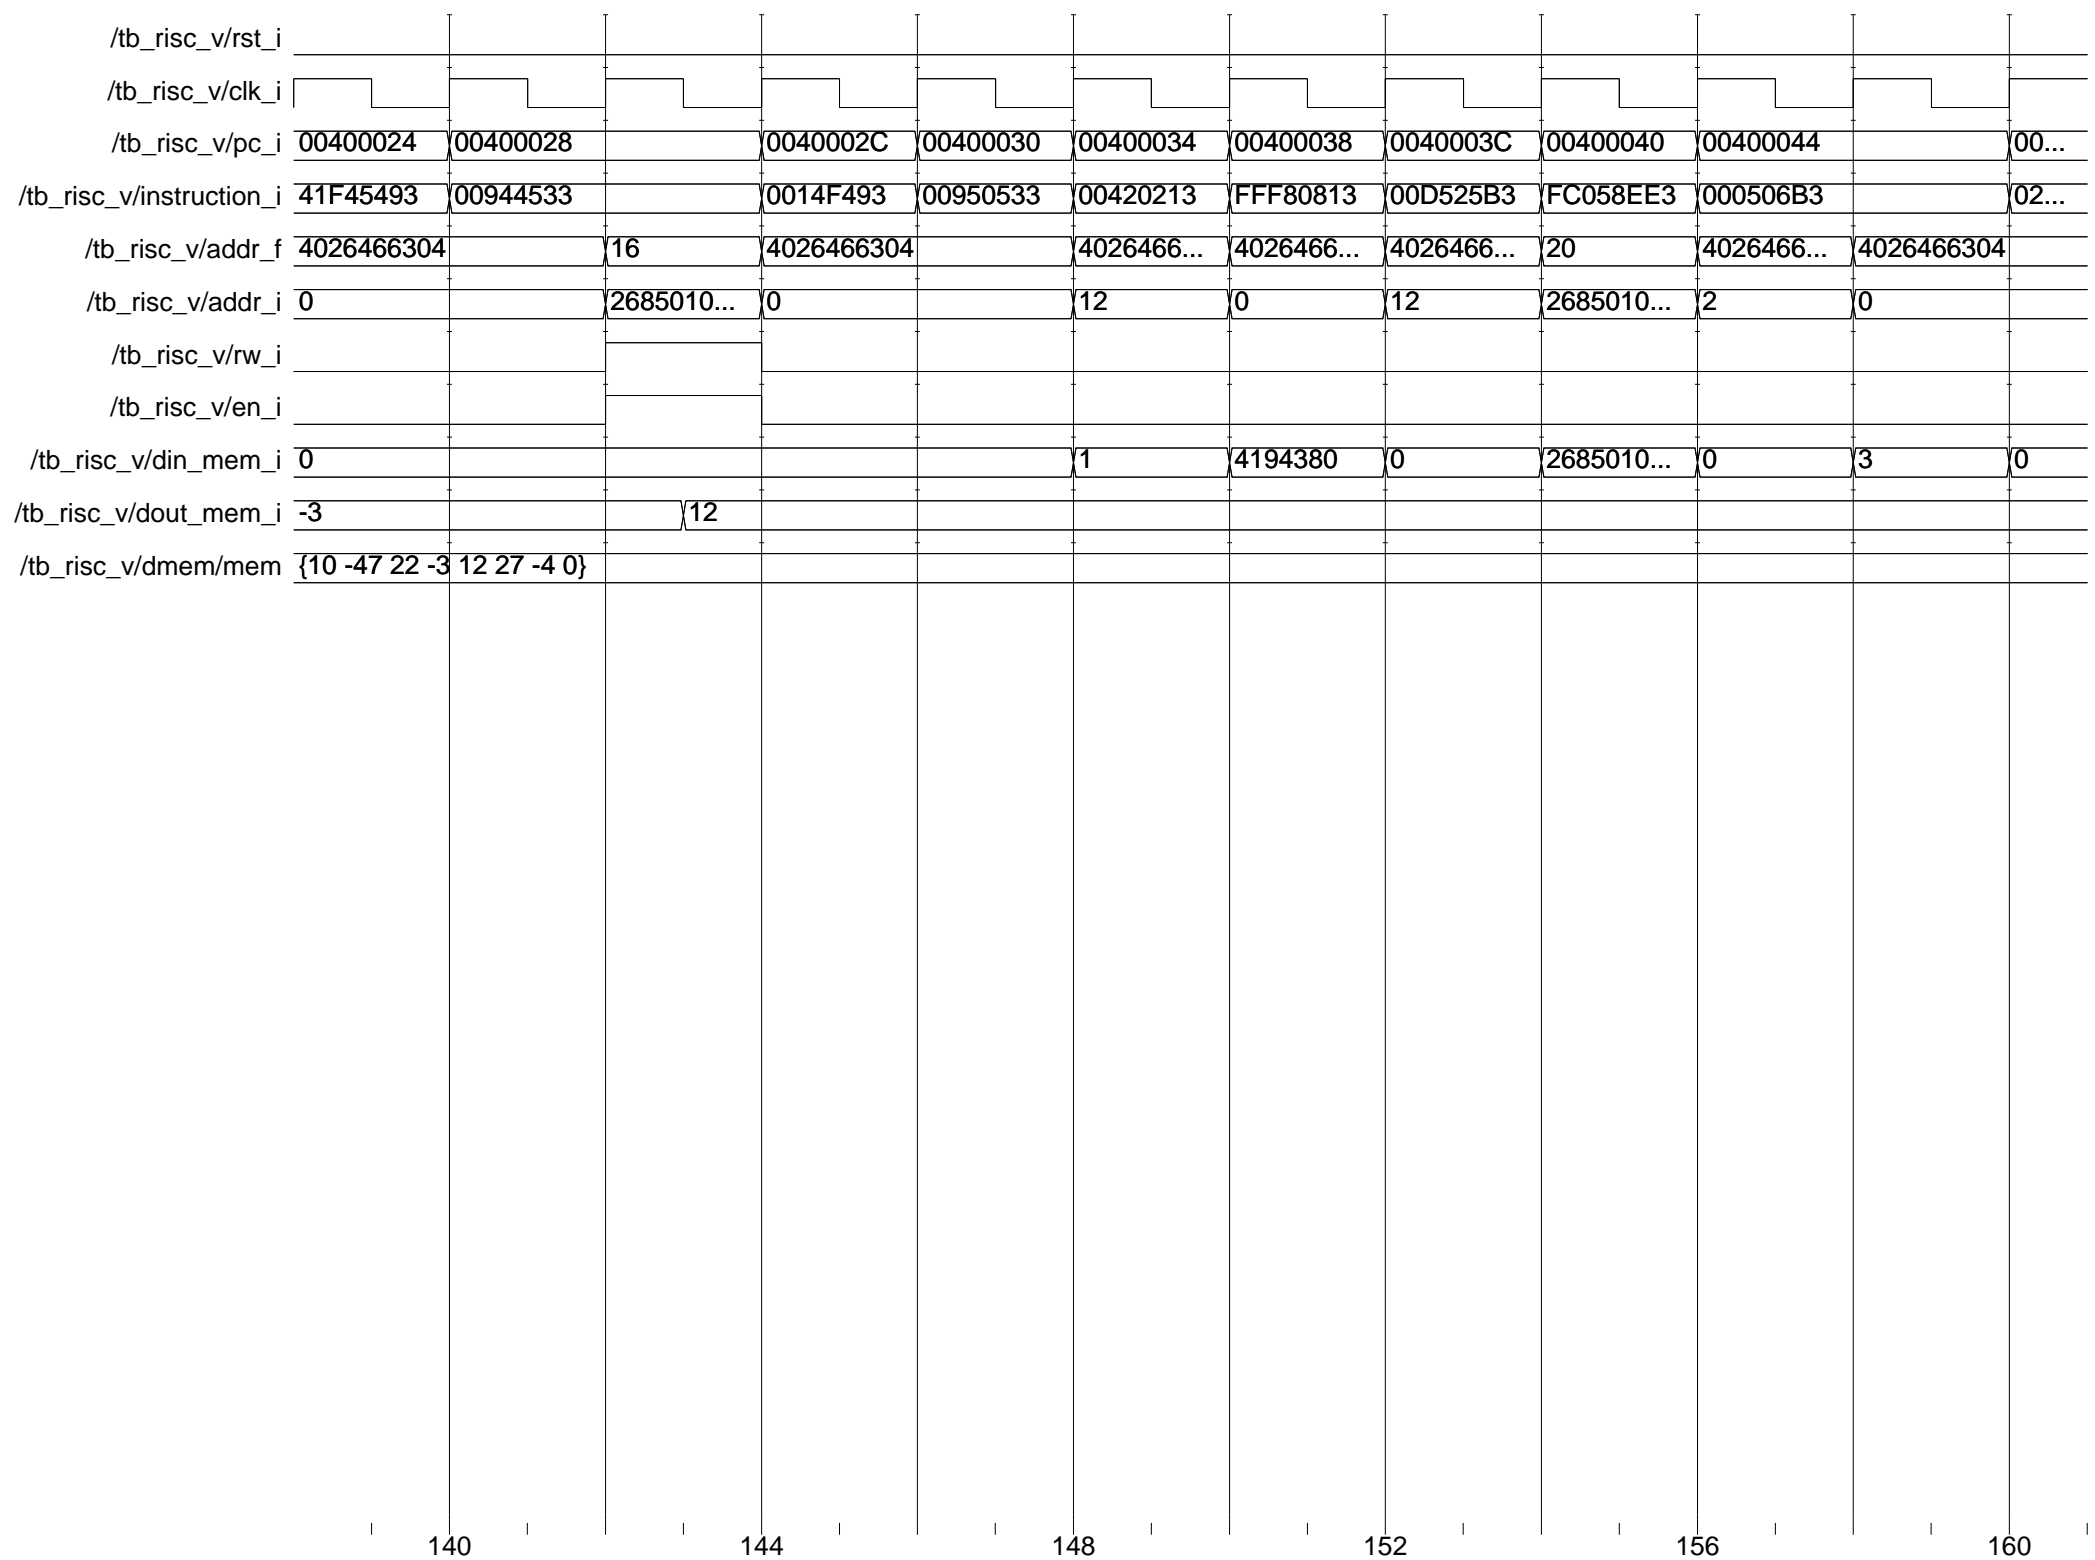 /tb_risc_v/rst_i
/tb_risc_v/clk_i
/tb_risc_v/pc_i 00400024 00400028 0040002C 00400030 00400034 00400038 0040003C 00400040 00400044 00...
/tb_risc_v/instruction_i 41F45493 00944533 0014F493 00950533 00420213 FFF80813 00D525B3 FC058EE3 000506B3 02...
/tb_risc_v/addr_f 4026466304 16 4026466304 4026466... 4026466... 4026466... 20 4026466... 4026466304
/tb_risc_v/addr_i 0 2685010... 0 12 0 12 2685010... 2 0
/tb_risc_v/rw_i
/tb_risc_v/en_i
/tb_risc_v/din_mem_i 0 1 4194380 0 2685010... 0 3 0
/tb_risc_v/dout_mem_i -3 12
/tb_risc_v/dmem/mem {10 -47 22 -3 12 27 -4 0}
140 144 148 152 156 160